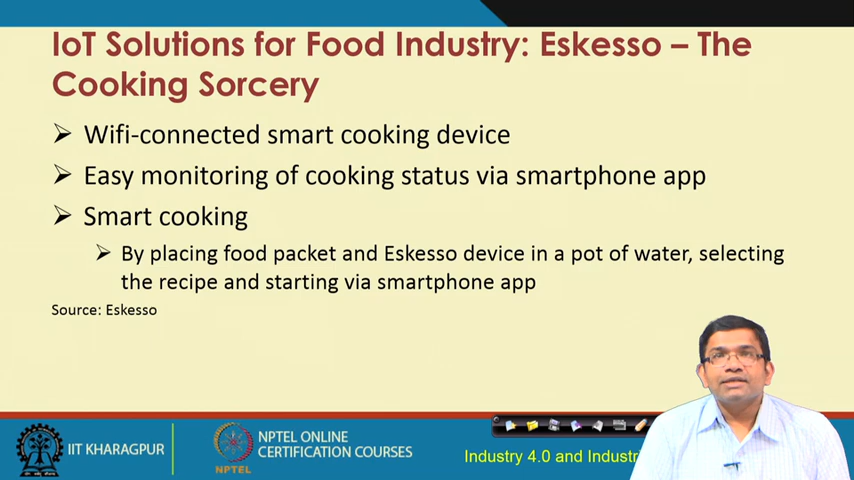 IoT Solutions for Food Industry: Eskesso – The
Cooking Sorcery
➢ Wifi-connected smart cooking device
➢ Easy monitoring of cooking status via smartphone app
➢ Smart cooking
➢ By placing food packet and Eskesso device in a pot of water, selecting
the recipe and starting via smartphone app
Source: Eskesso
IIT KHARAGPUR
NPTEL
NPTEL ONLINE
CERTIFICATION COURSES
Industry 4.0 and